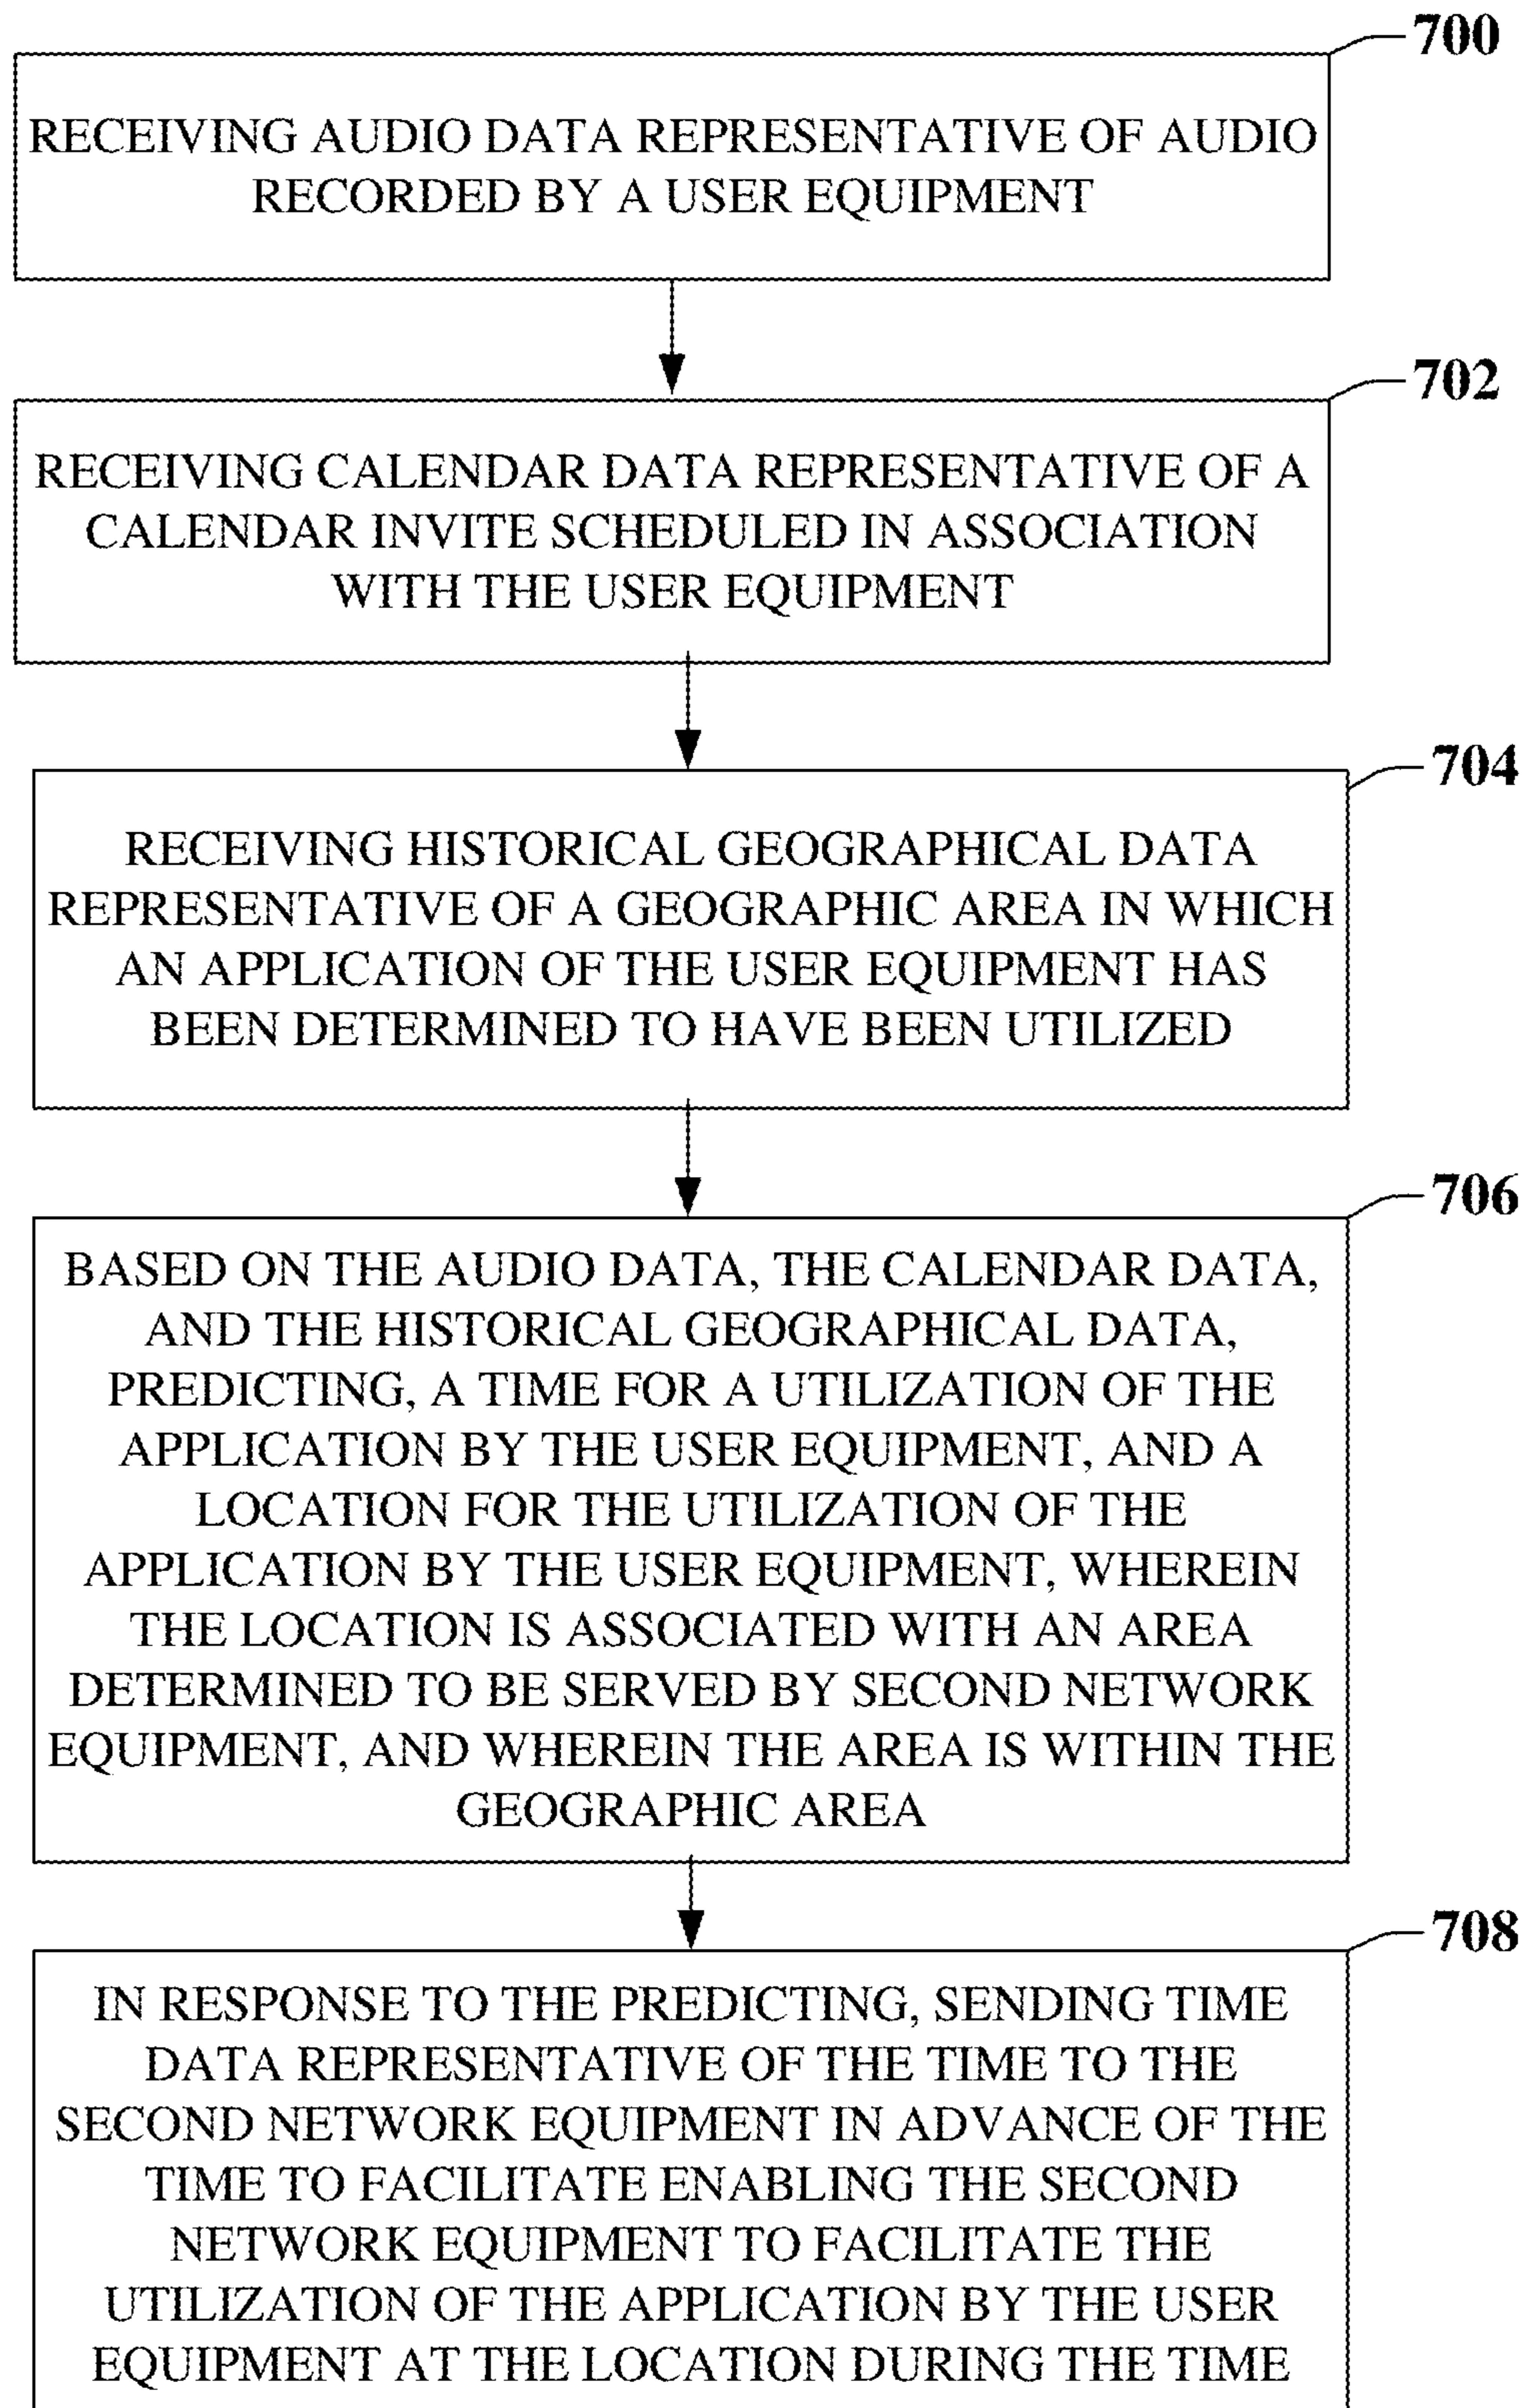 700
RECEIVING AUDIO DATA REPRESENTATIVE OF AUDIO
RECORDED BY A USER EQUIPMENT
702
RECEIVING CALENDAR DATA REPRESENTATIVE OF A
CALENDAR INVITE SCHEDULED IN ASSOCIATION
WITH THE USER EQUIPMENT
704
RECEIVING HISTORICAL GEOGRAPHICAL DATA
REPRESENTATIVE OF A GEOGRAPHIC AREA IN WHICH
AN APPLICATION OF THE USER EQUIPMENT HAS
BEEN DETERMINED TO HAVE BEEN UTILIZED
706
BASED ON THE AUDIO DATA, THE CALENDAR DATA,
AND THE HISTORICAL GEOGRAPHICAL DATA,
PREDICTING, A TIME FOR A UTILIZATION OF THE
APPLICATION BY THE USER EQUIPMENT, AND A
LOCATION FOR THE UTILIZATION OF THE
APPLICATION BY THE USER EQUIPMENT, WHEREIN
THE LOCATION IS ASSOCIATED WITH AN AREA
DETERMINED TO BE SERVED BY SECOND NETWORK
EQUIPMENT, AND WHEREIN THE AREA IS WITHIN THE
GEOGRAPHIC AREA
708
IN RESPONSE TO THE PREDICTING, SENDING TIME
DATA REPRESENTATIVE OF THE TIME TO THE
SECOND NETWORK EQUIPMENT IN ADVANCE OF THE
TIME TO FACILITATE ENABLING THE SECOND
NETWORK EQUIPMENT TO FACILITATE THE
UTILIZATION OF THE APPLICATION BY THE USER
EQUIPMENT AT THE LOCATION DURING THE TIME